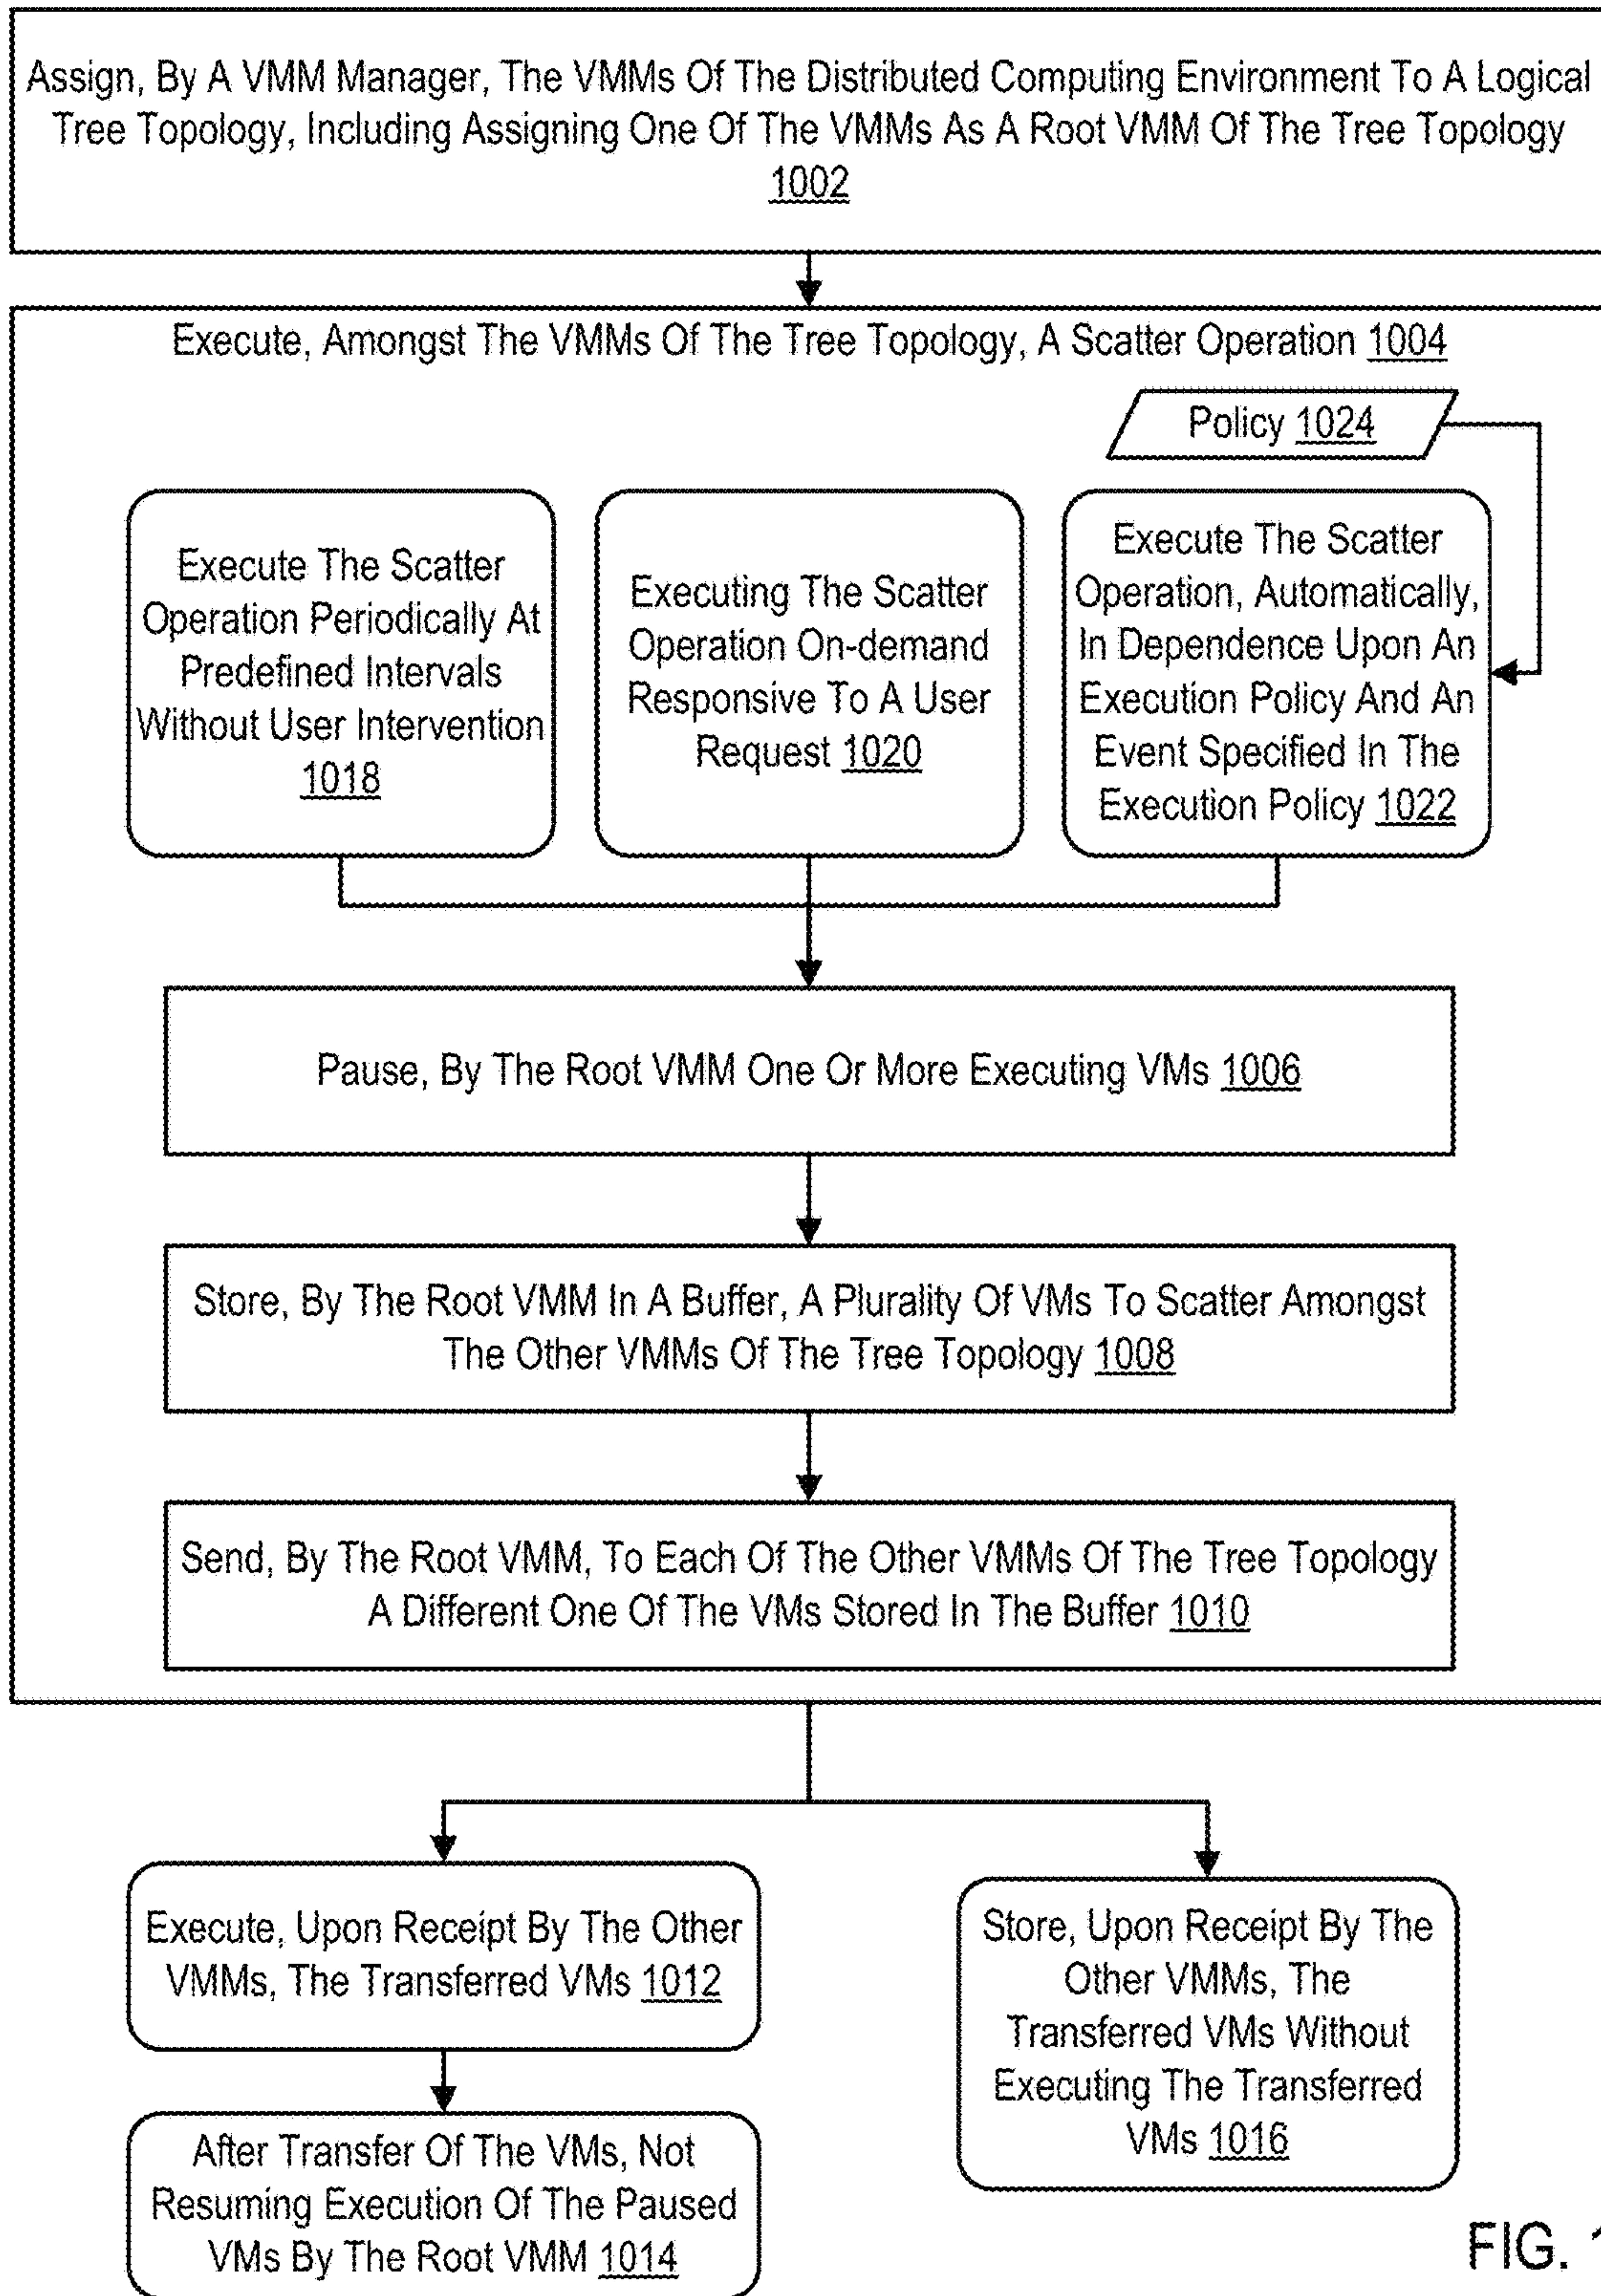 Assign, By A VMM Manager, The VMMs Of The Distributed Computing Environment To A Logical
Tree Topology, Including Assigning One Of The VMMs As A Root VMM Of The Tree Topology
1002
Execute, Amongst The VMMs Of The Tree Topology, A Scatter Operation 1004
Policy 1024
Execute The Scatter
Operation Periodically At
Predefined Intervals
Without User Intervention
1018
Executing The Scatter
Operation On-demand
Responsive To A User
Request 1020
Execute The Scatter
Operation, Automatically,
In Dependence Upon An
Execution Policy And An
Event Specified In The
Execution Policy 1022
Pause, By The Root VMM One Or More Executing VMs 1006
Store, By The Root VMM In A Buffer, A Plurality Of VMs To Scatter Amongst
The Other VMMs Of The Tree Topology 1008
Send, By The Root VMM, To Each Of The Other VMMs Of The Tree Topology
A Different One Of The VMs Stored In The Buffer 1010
Execute, Upon Receipt By The Other
VMMs, The Transferred VMs 1012
After Transfer Of The VMs, Not
Resuming Execution Of The Paused
VMs By The Root VMM 1014
Store, Upon Receipt By The
Other VMMs, The
Transferred VMs Without
Executing The Transferred
VMs 1016
FIG.